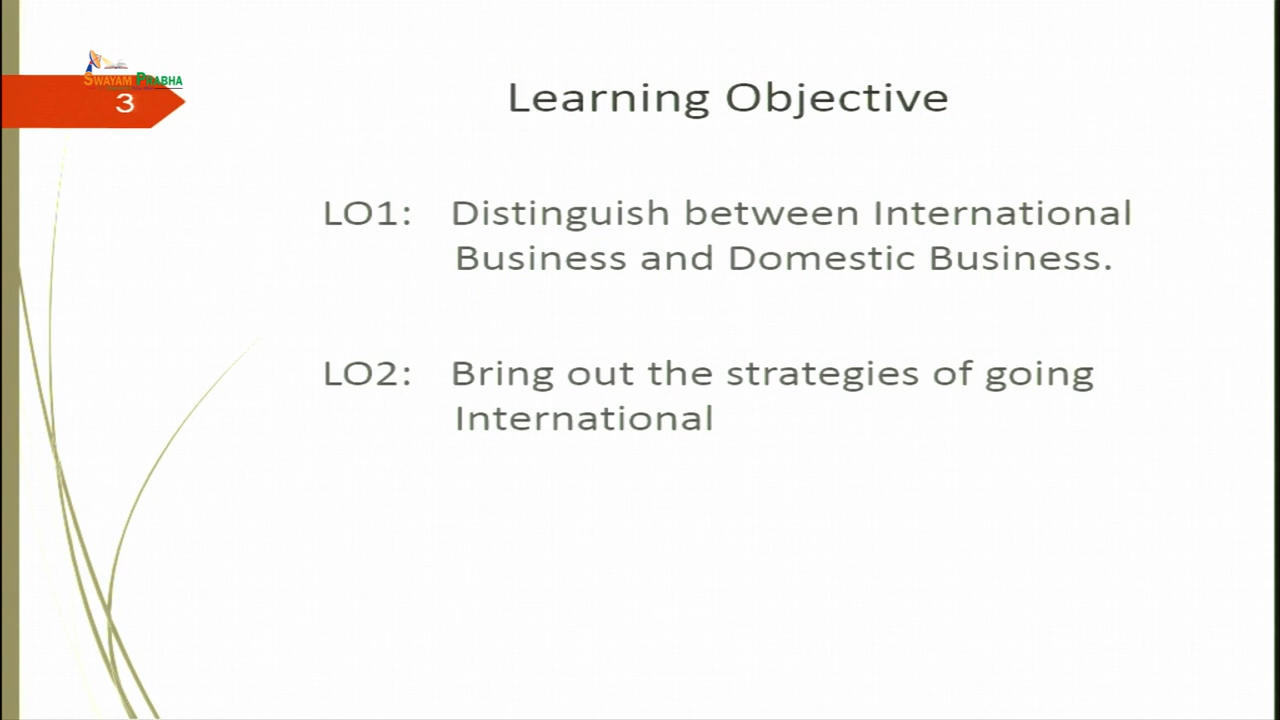 SWAYAM PRABHA
3
Learning Objective
LO1: Distinguish between International
Business and Domestic Business.
LO2: Bring out the strategies of going
International